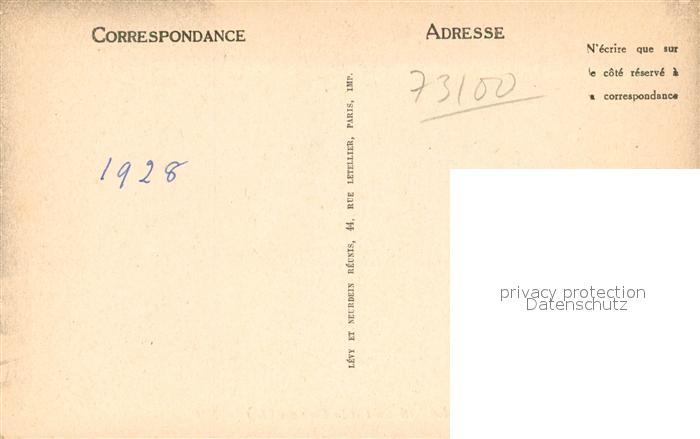 CORRESPONDANCE
1928
LÉVY ET NEURDEIN RÉUNIS, 44, RUE LETELLIER, PARIS, IMP.
ADRESSE
73100
N'écrire que sur
le côté réservé à
la correspondance
privacy protection
Datenschutz